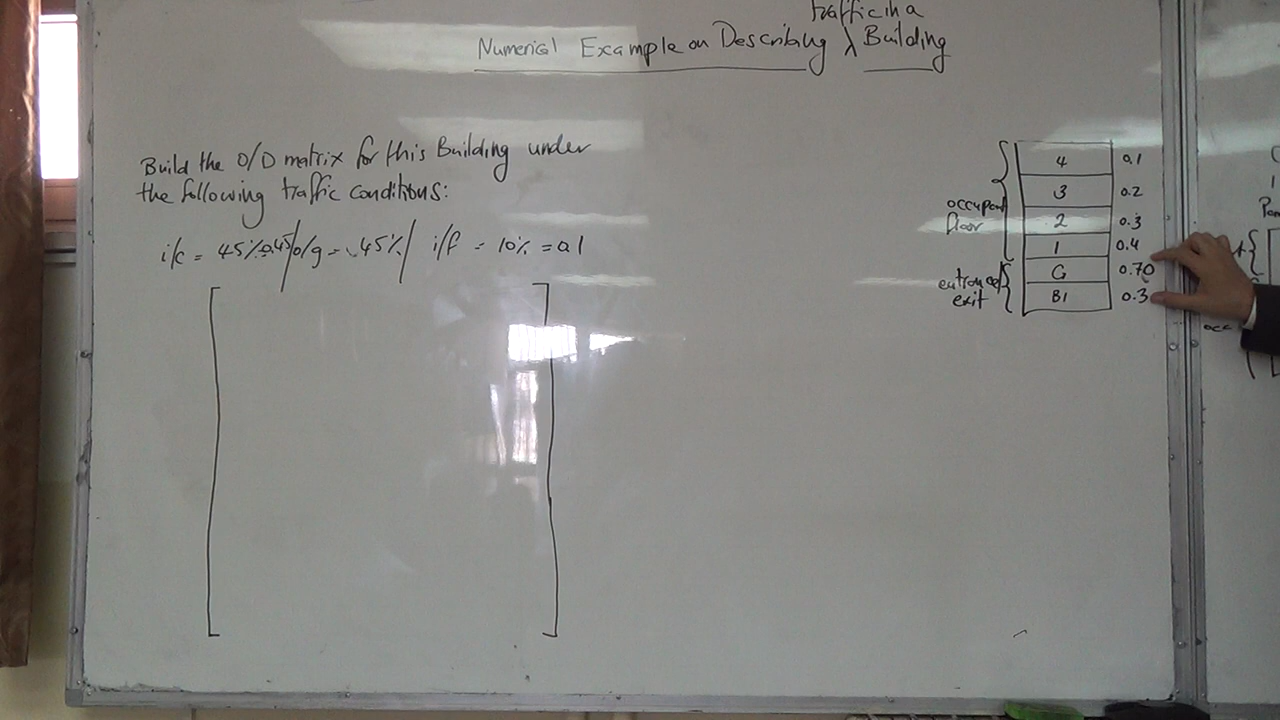 traffic in a
Numerical Example on Describing λ Building
Build the O/D matrix for this Building under
the following traffic conditions:
i/c = 45% 0.45 / o/g = .45% / i/f = 10% = 0.1
4 0.1
3 0.2
occupant
floor
2 0.3
1 0.4
G 0.70
entrance/
exit
B1 0.3
occ